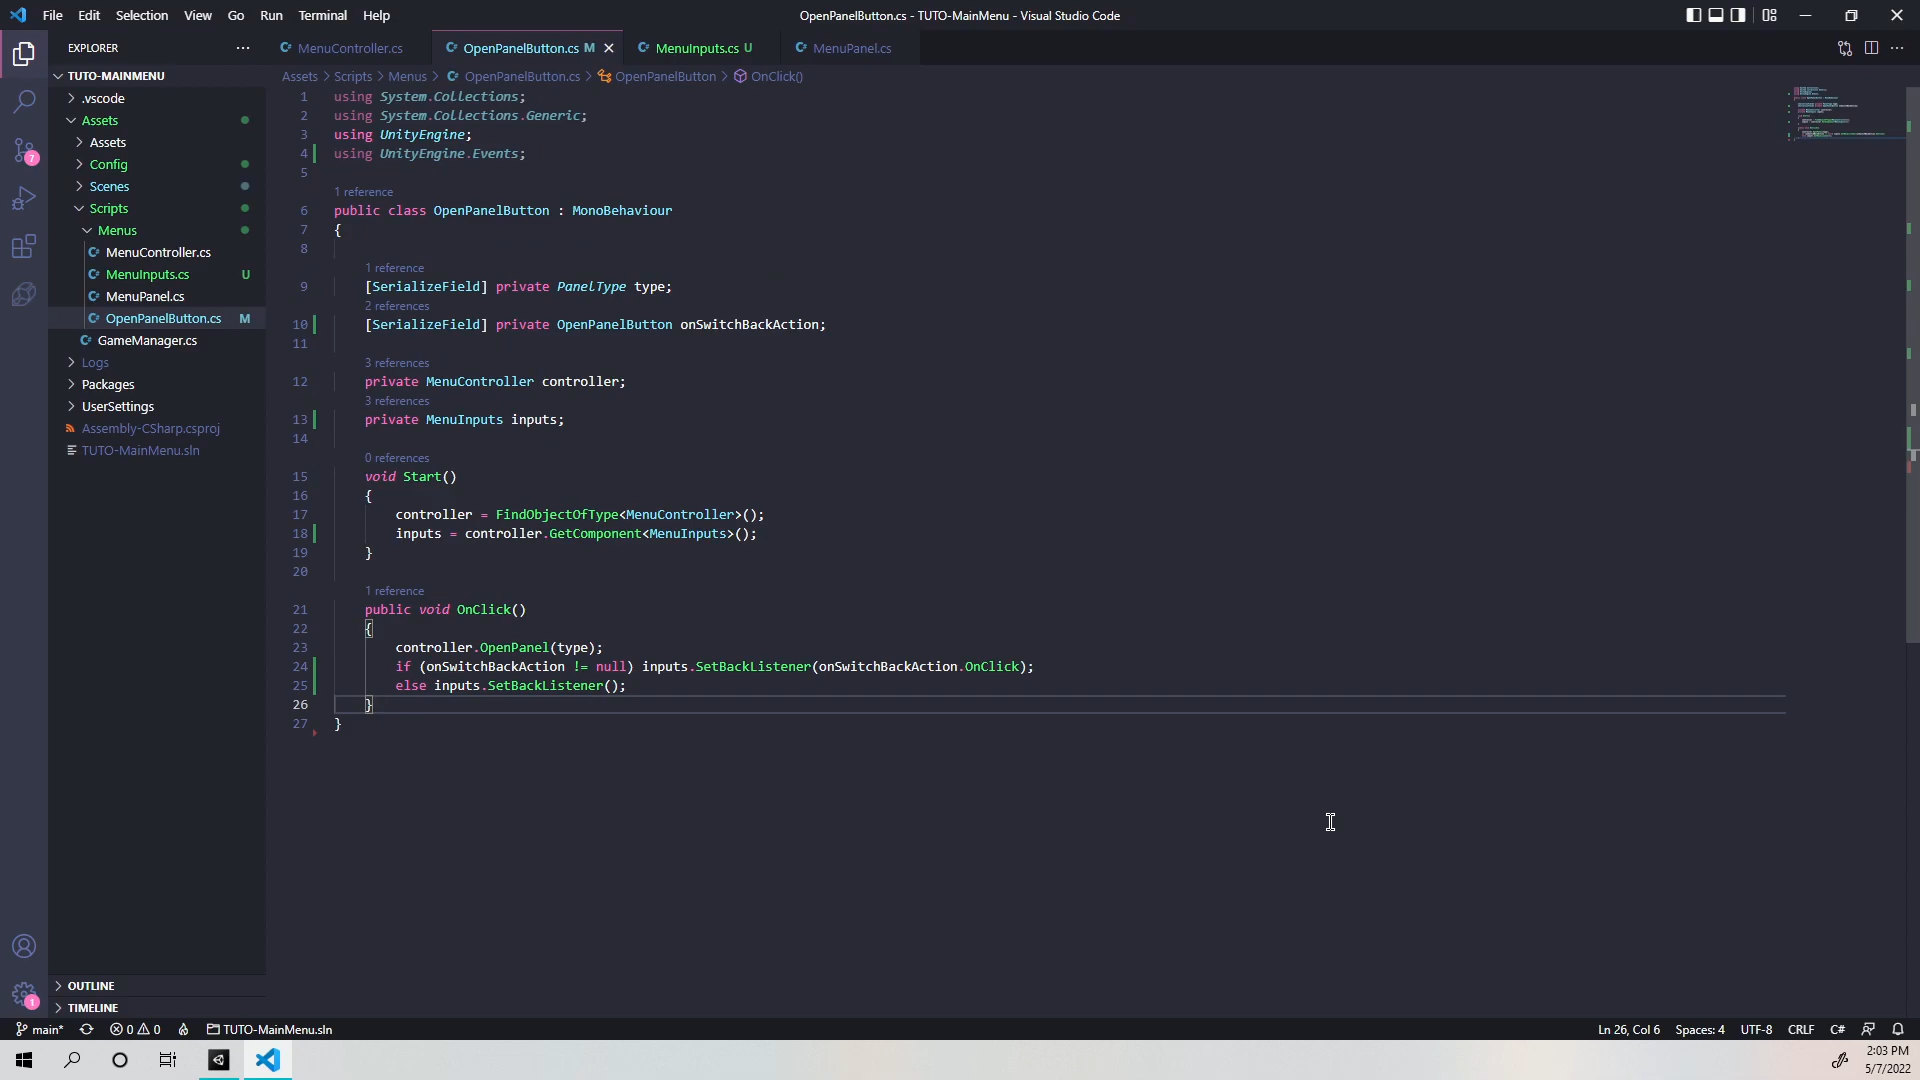 File Edit Selection View Go Run Terminal Help
OpenPanelButton.cs - TUTO-MainMenu - Visual Studio Code
EXPLORER
MenuController.cs
OpenPanelButton.cs M
MenuInputs.cs U
MenuPanel.cs
TUTO-MAINMENU
Assets > Scripts > Menus > OpenPanelButton.cs > OpenPanelButton > OnClick()
.vscode
Assets
Assets
Config
Scenes
Scripts
Menus
MenuController.cs
MenuInputs.cs U
MenuPanel.cs
OpenPanelButton.cs M
GameManager.cs
Logs
Packages
UserSettings
Assembly-CSharp.csproj
TUTO-MainMenu.sln
7
1 using System.Collections;
2 using System.Collections.Generic;
3 using UnityEngine;
4 using UnityEngine.Events;
5
1 reference
6 public class OpenPanelButton : MonoBehaviour
7 {
8
1 reference
9 [SerializeField] private PanelType type;
2 references
10 [SerializeField] private OpenPanelButton onSwitchBackAction;
11
3 references
12 private MenuController controller;
3 references
13 private MenuInputs inputs;
14
0 references
15 void Start()
16 {
17 controller = FindObjectOfType<MenuController>();
18 inputs = controller.GetComponent<MenuInputs>();
19 }
20
1 reference
21 public void OnClick()
22 {
23 controller.OpenPanel(type);
24 if (onSwitchBackAction != null) inputs.SetBackListener(onSwitchBackAction.OnClick);
25 else inputs.SetBackListener();
26 }
27 }
OUTLINE
1
TIMELINE
main* 0 0 TUTO-MainMenu.sln
Ln 26, Col 6 Spaces: 4 UTF-8 CRLF C#
2:03 PM
5/7/2022